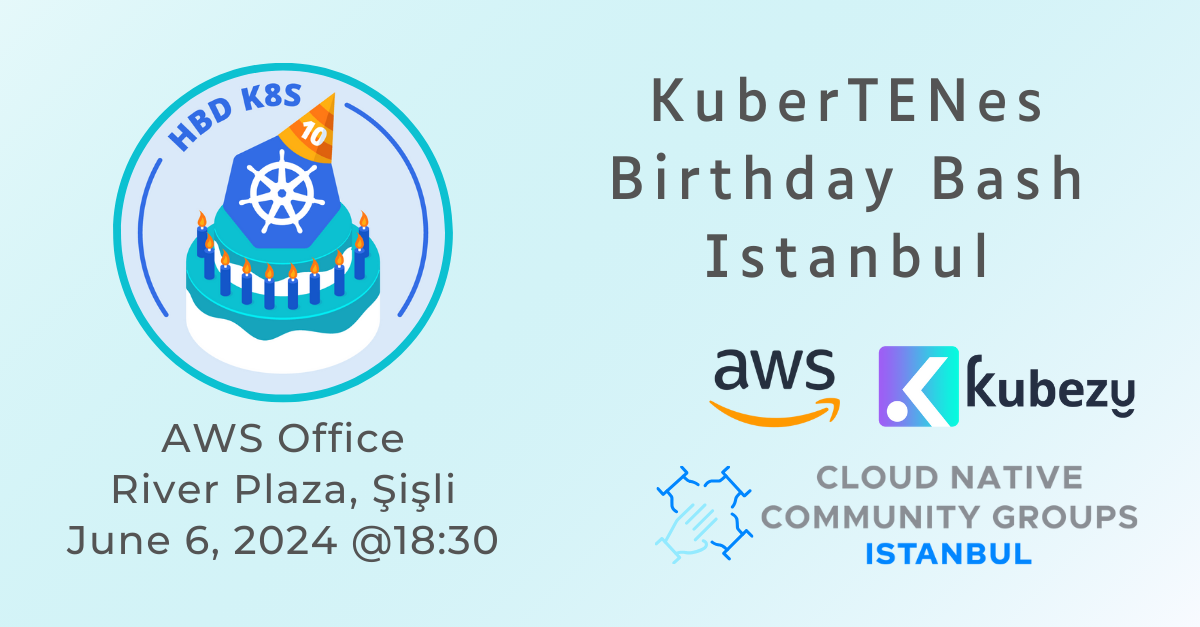 HBD K8S
10
AWS Office
River Plaza, Şişli
June 6, 2024 @18:30
KuberTENes
Birthday Bash
Istanbul
aws
kubezy
CLOUD NATIVE
COMMUNITY GROUPS
ISTANBUL